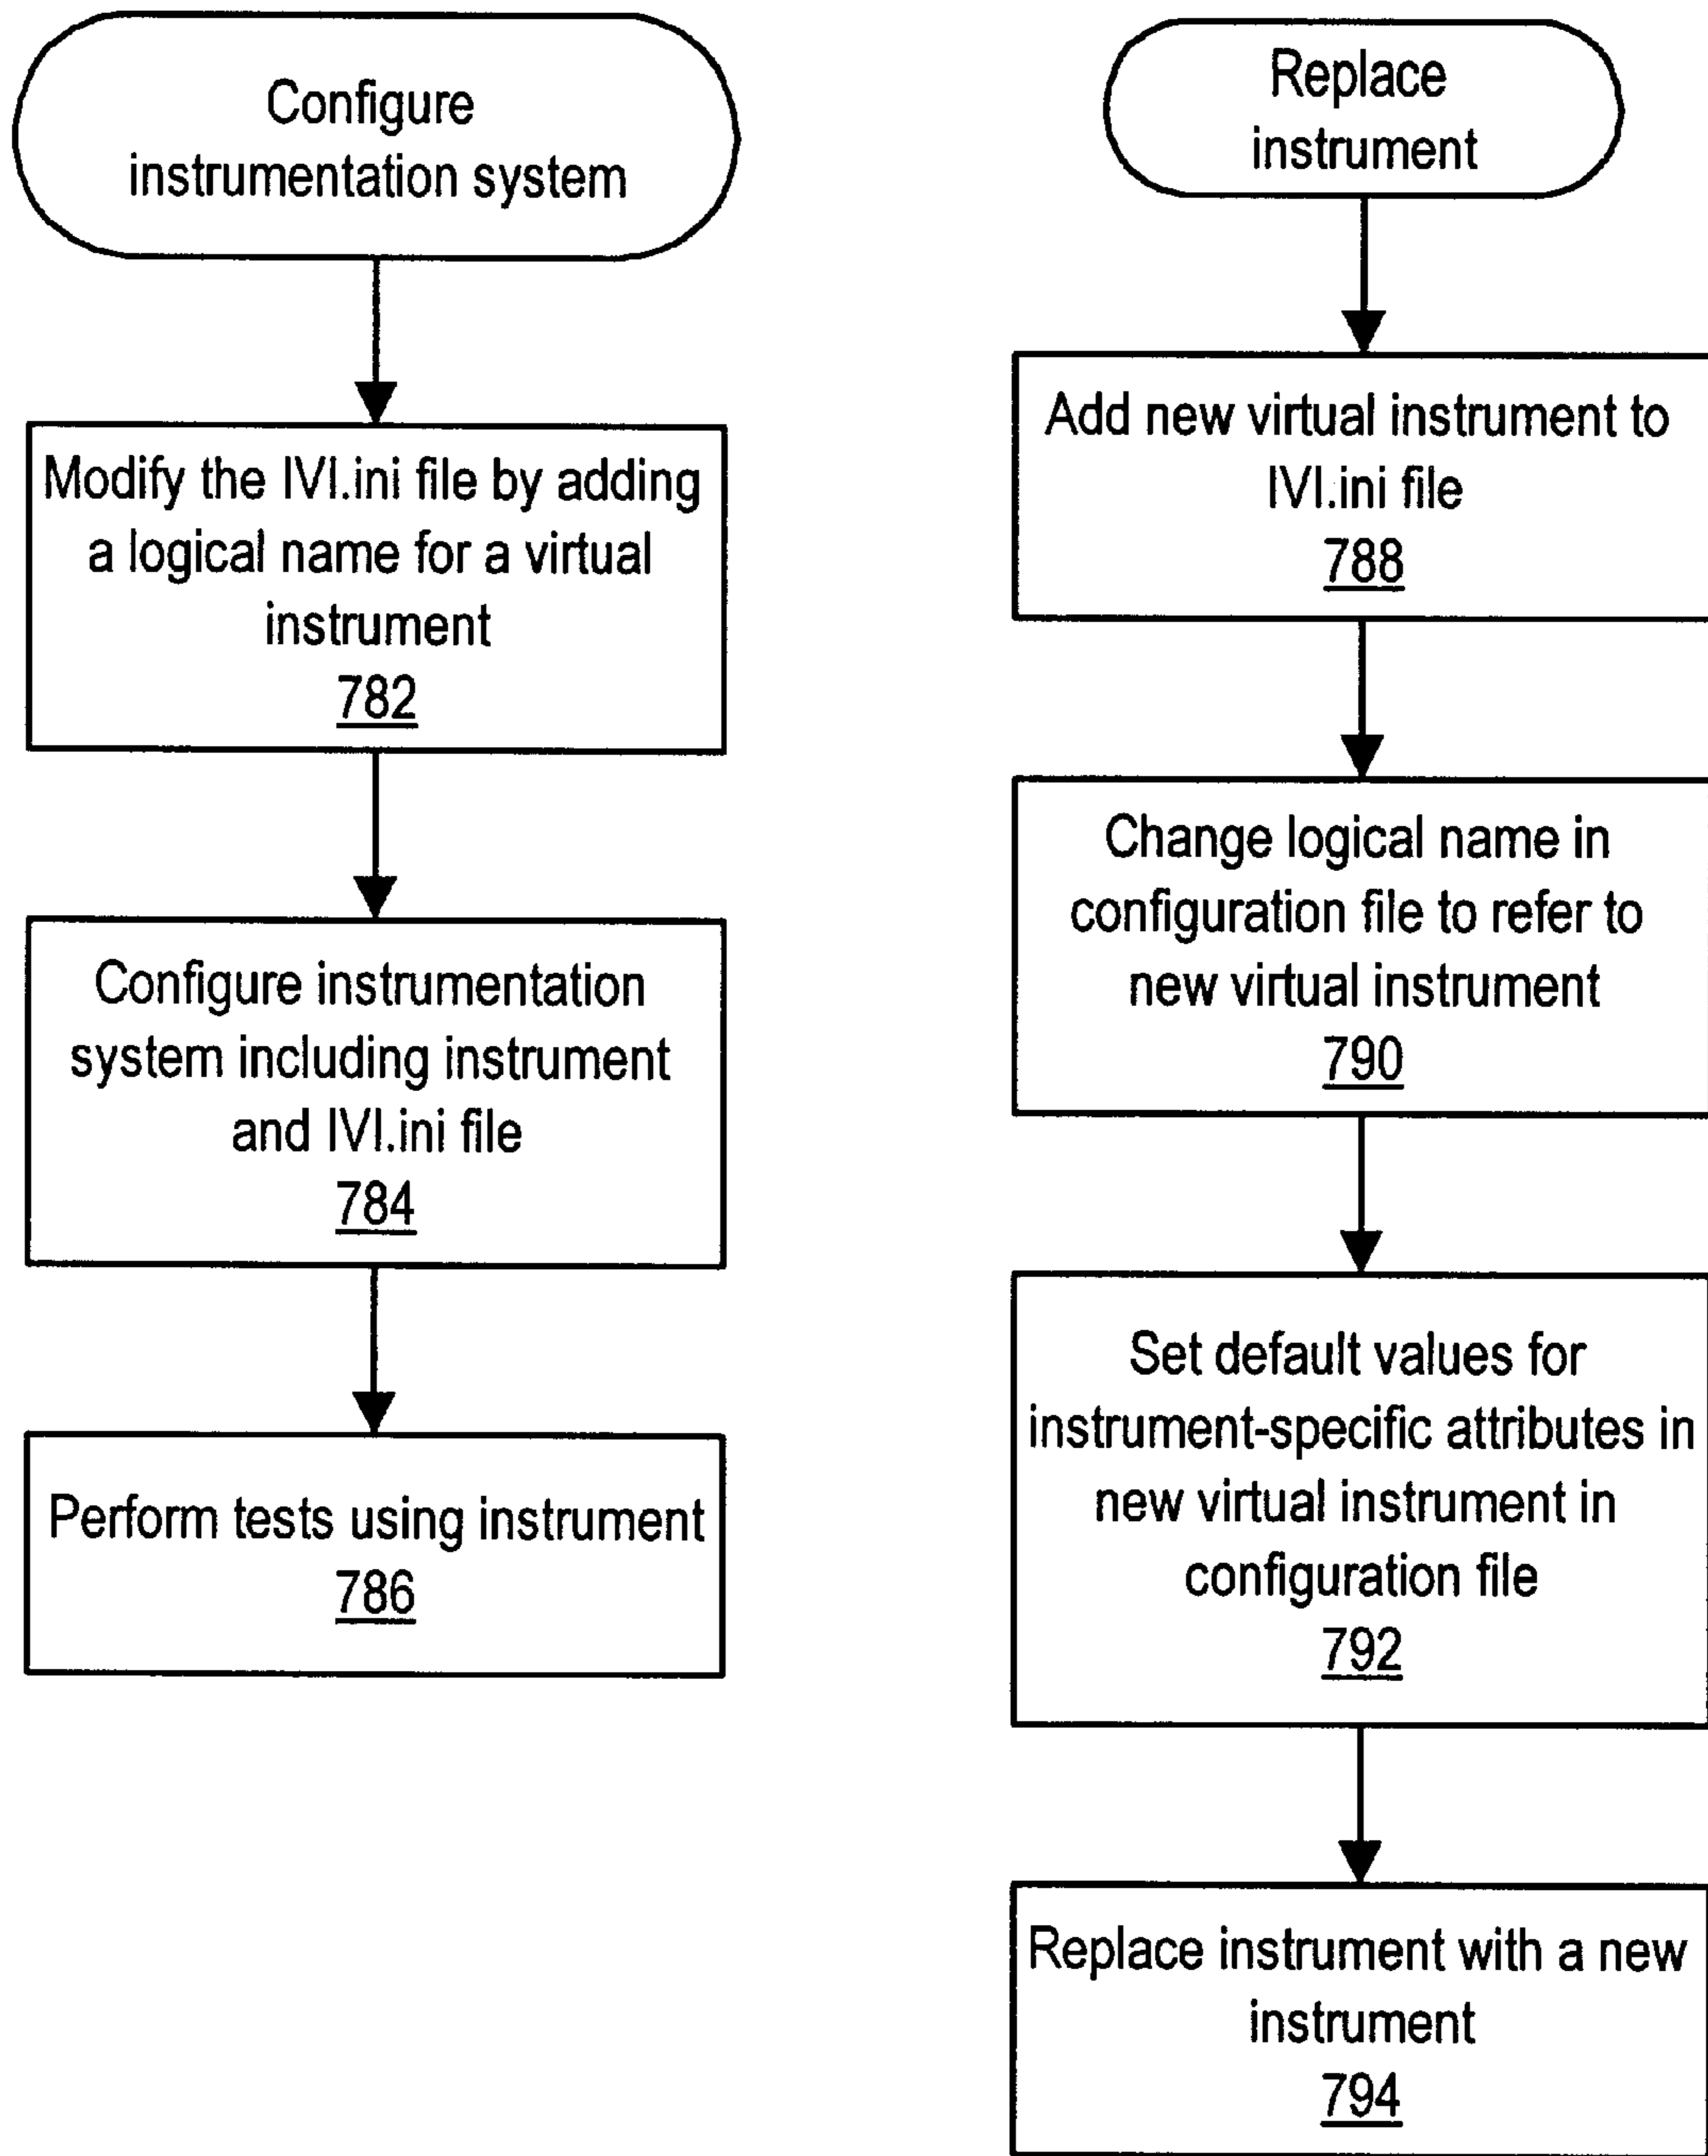 Configure
instrumentation system
Modify the IVI.ini file by adding
a logical name for a virtual
instrument
782
Configure instrumentation
system including instrument
and IVI.ini file
784
Perform tests using instrument
786
Replace
instrument
Add new virtual instrument to
IVI.ini file
788
Change logical name in
configuration file to refer to
new virtual instrument
790
Set default values for
instrument-specific attributes in
new virtual instrument in
configuration file
792
Replace instrument with a new
instrument
794